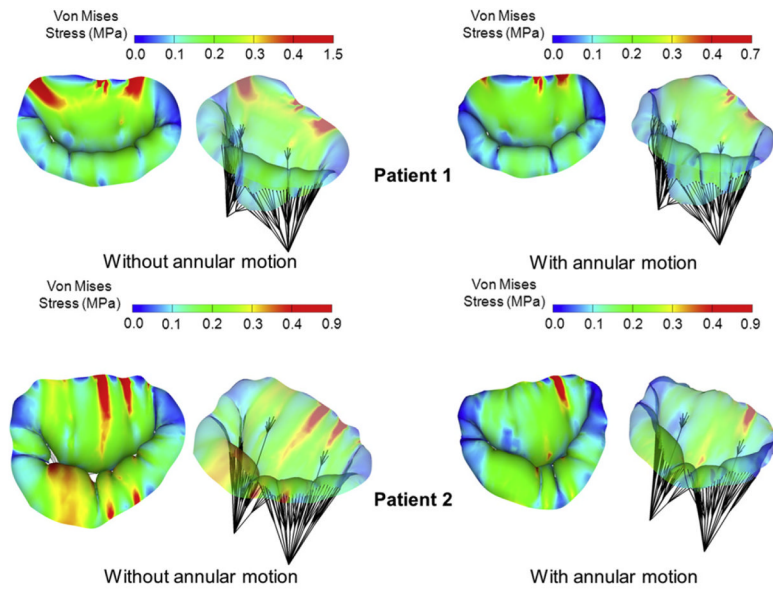 Von Mises
Stress (MPa)
0.0 0.1 0.2 0.3 0.4 1.5
Von Mises
Stress (MPa)
0.0 0.1 0.2 0.3 0.4 0.7
Patient 1
Without annular motion
With annular motion
Von Mises
Stress (MPa)
0.0 0.1 0.2 0.3 0.4 0.9
Von Mises
Stress (MPa)
0.0 0.1 0.2 0.3 0.4 0.9
Patient 2
Without annular motion
With annular motion